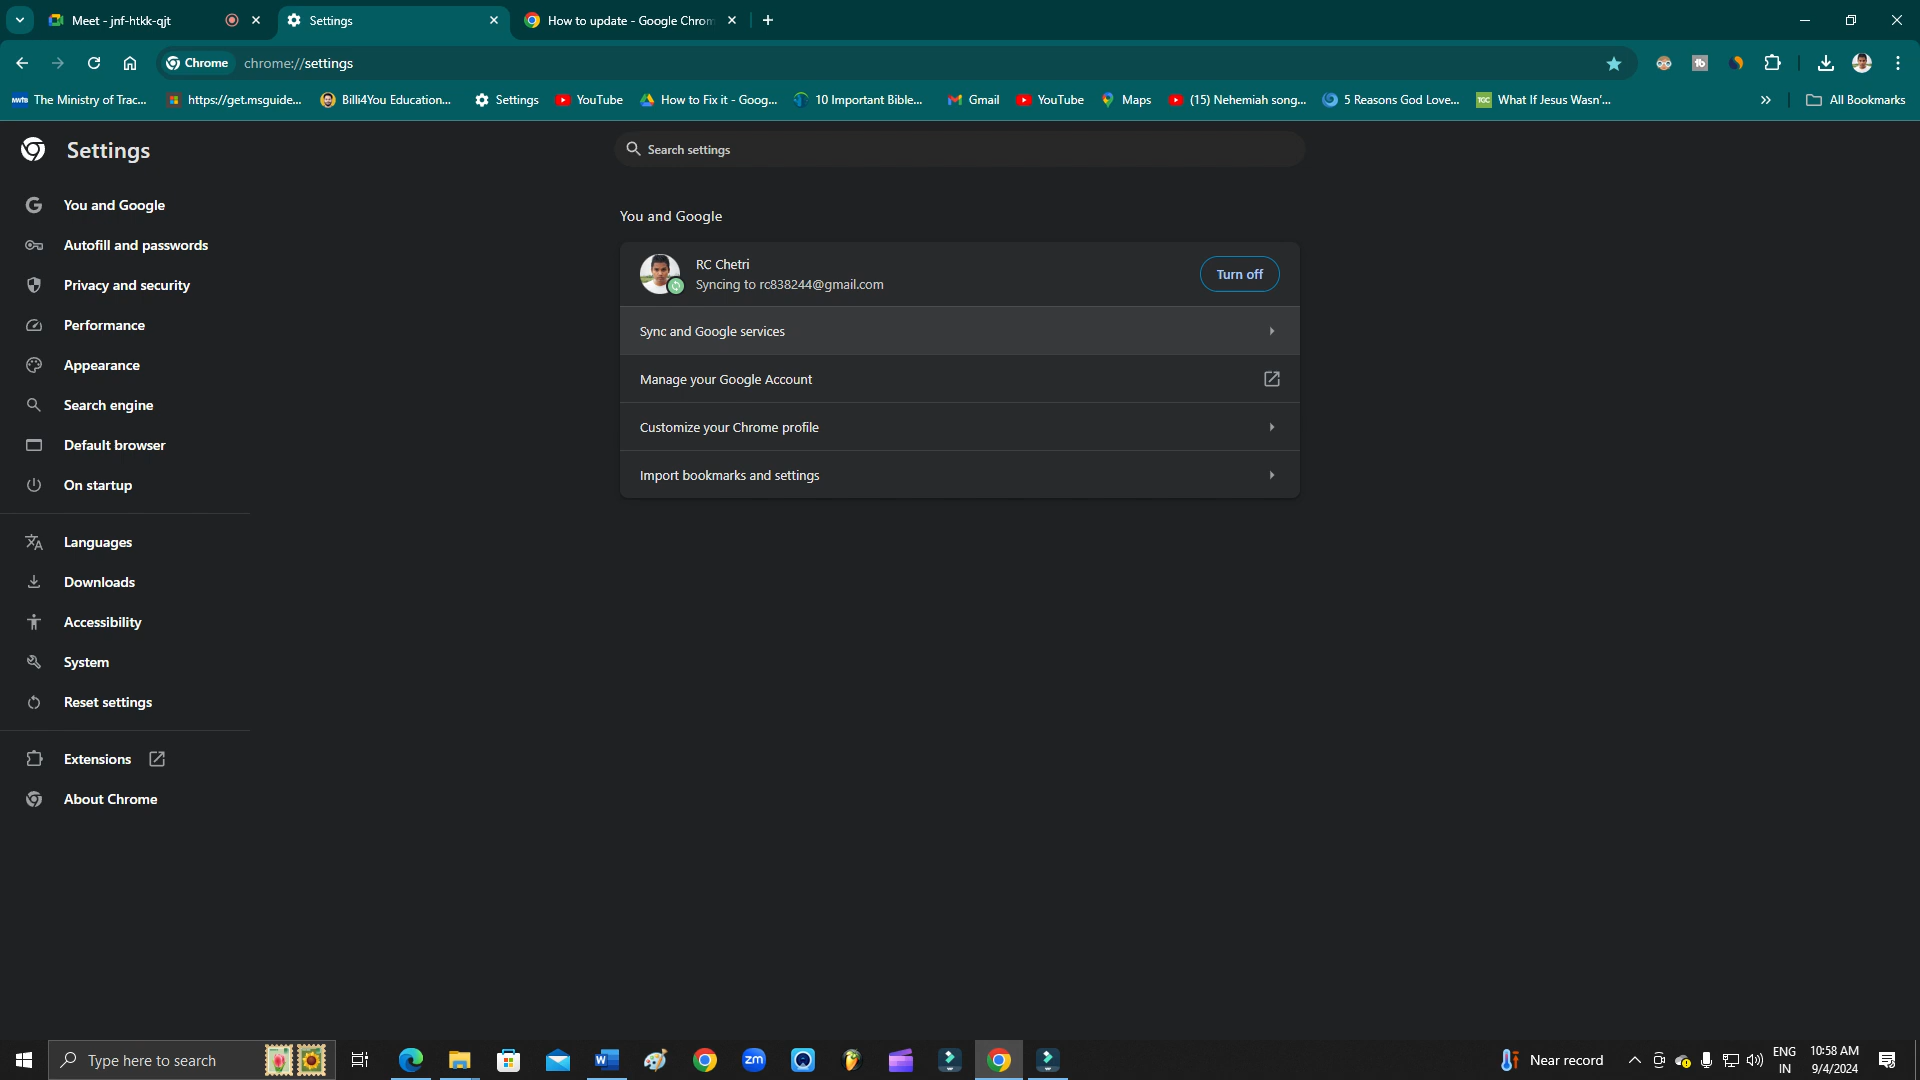 Meet - jnf-htkk-qjt
Settings
How to update - Google Chrom
Chrome
chrome://settings
The Ministry of Trac...
https://get.msguide...
Billi4You Education...
Settings
YouTube
How to Fix it - Goog...
10 Important Bible...
Gmail
YouTube
Maps
(15) Nehemiah song...
5 Reasons God Love...
TGC
What If Jesus Wasn'...
All Bookmarks
Settings
Search settings
You and Google
Autofill and passwords
Privacy and security
Performance
Appearance
Search engine
Default browser
On startup
Languages
Downloads
Accessibility
System
Reset settings
Extensions
About Chrome
You and Google
RC Chetri
Syncing to rc838244@gmail.com
Turn off
Sync and Google services
Manage your Google Account
Customize your Chrome profile
Import bookmarks and settings
Type here to search
zm
Near record
ENG
IN
10:58 AM
9/4/2024